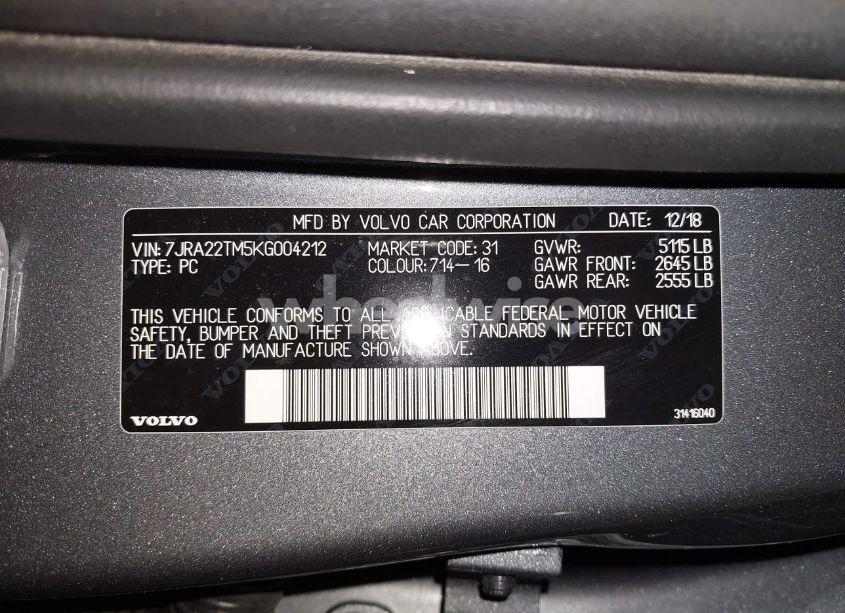 MFD BY VOLVO CAR CORPORATION DATE: 12/18
VIN: 7JRA22TM5KG004212 MARKET CODE: 31 GVWR: 5115 LB
TYPE: PC COLOUR: 714-16 GAWR FRONT: 2645 LB
GAWR REAR: 2555 LB
THIS VEHICLE CONFORMS TO ALL APPLICABLE FEDERAL MOTOR VEHICLE
SAFETY, BUMPER AND THEFT PREVENTION STANDARDS IN EFFECT ON
THE DATE OF MANUFACTURE SHOWN ABOVE.
wheelwise
VOLVO
31416040